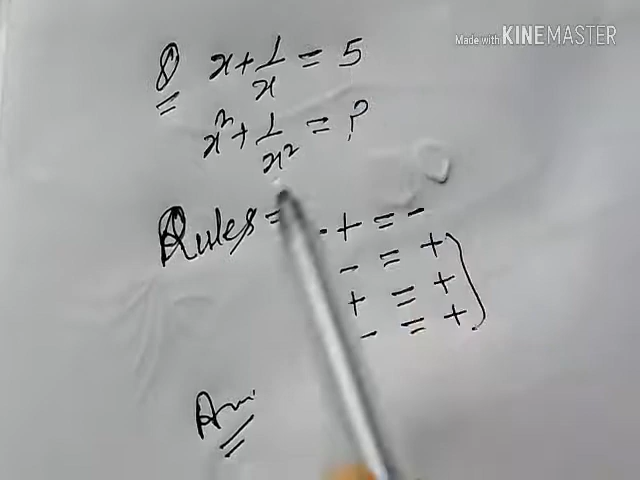 Made with KINEMASTER
Q x + 1/x = 5
x² + 1/x² = ?
Rules = - + = -
- = +
+ = +
- = +
Ans